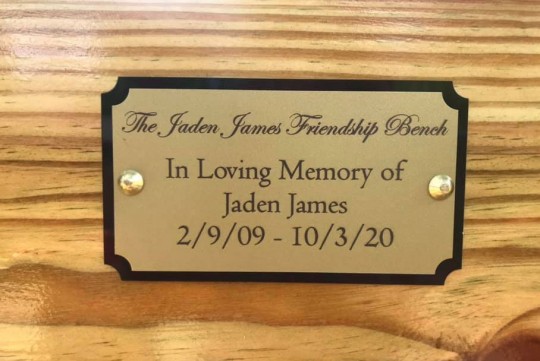 The Jaden James Friendship Bench
In Loving Memory of
Jaden James
2/9/09 - 10/3/20